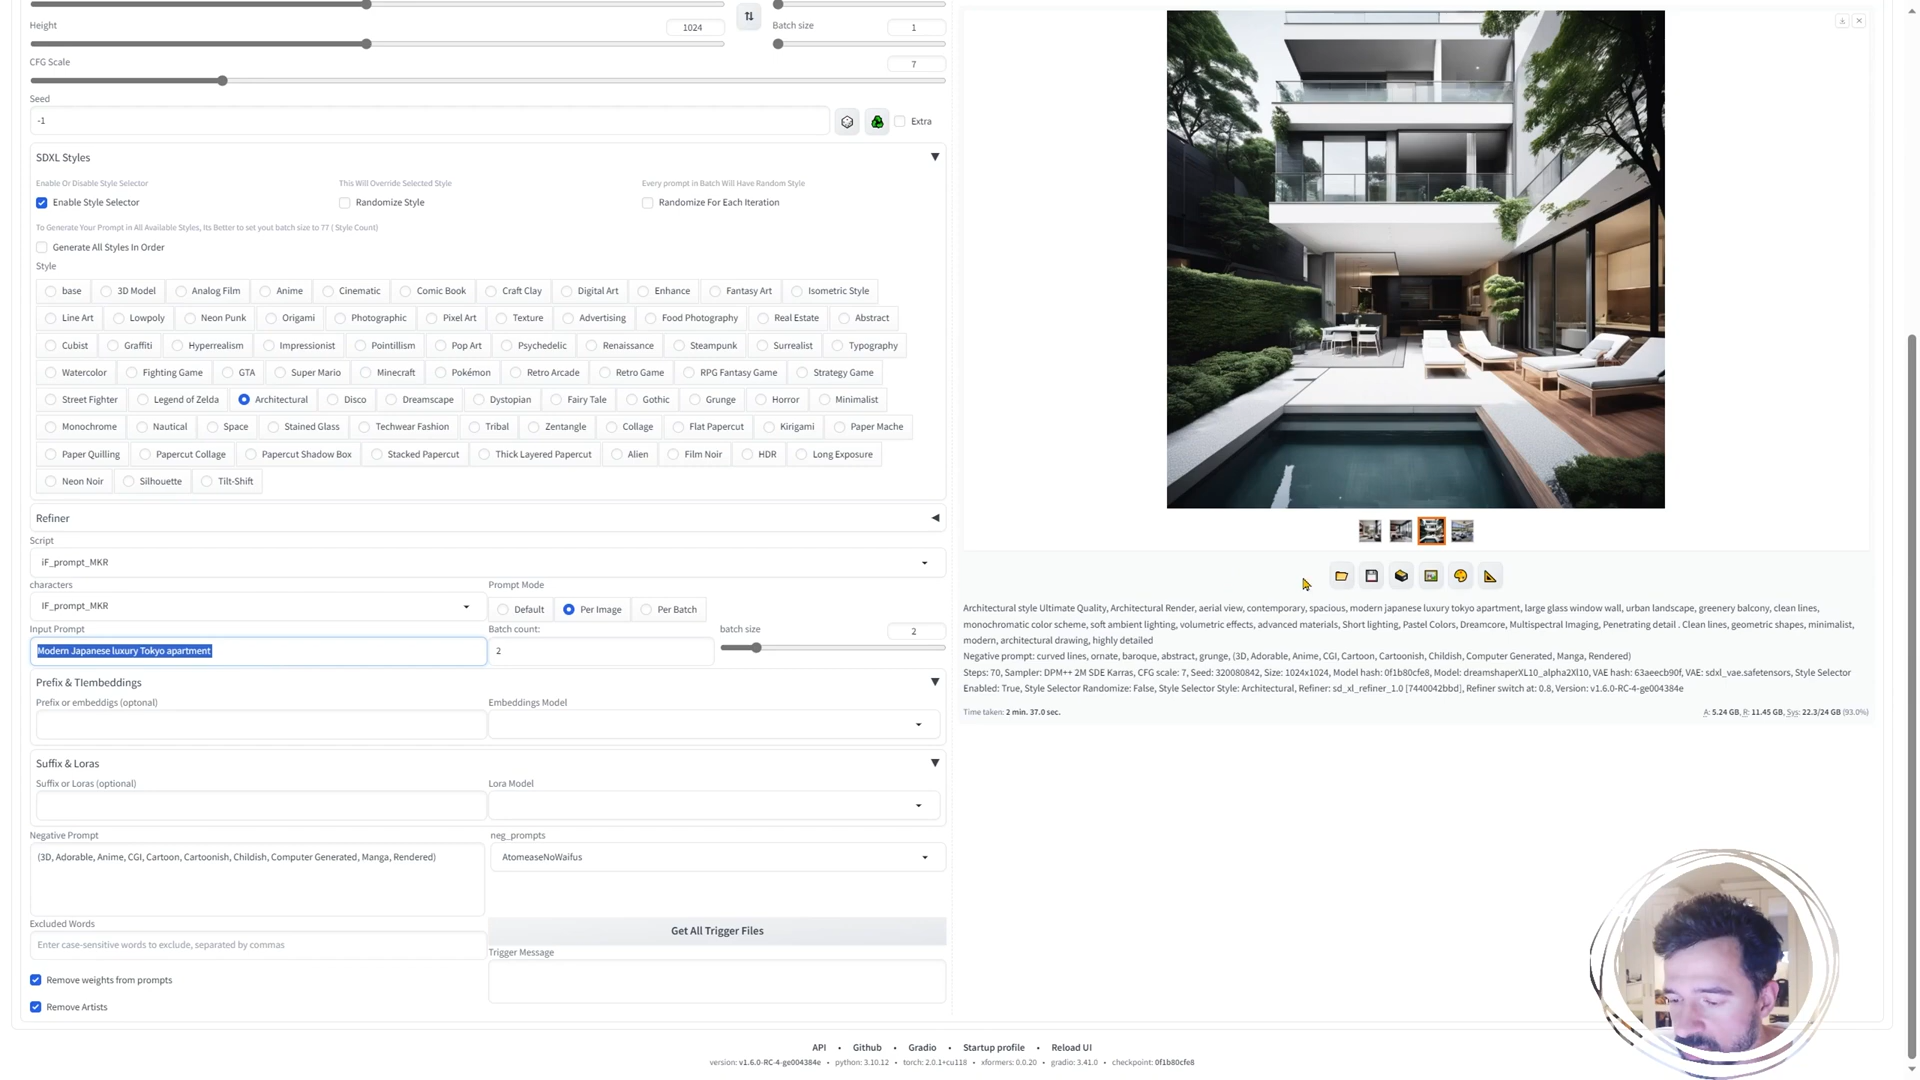 Height
1024
Batch size
1
CFG Scale
7
Seed
-1
Extra
SDXL Styles
Enable Or Disable Style Selector
This Will Override Selected Style
Every prompt in Batch Will Have Random Style
Enable Style Selector
Randomize Style
Randomize For Each Iteration
To Generate Your Prompt in All Available Styles, Its Better to set yout batch size to 77 ( Style Count)
Generate All Styles In Order
Style
base 3D Model Analog Film Anime Cinematic Comic Book Craft Clay Digital Art Enhance Fantasy Art Isometric Style
Line Art Lowpoly Neon Punk Origami Photographic Pixel Art Texture Advertising Food Photography Real Estate Abstract
Cubist Graffiti Hyperrealism Impressionist Pointillism Pop Art Psychedelic Renaissance Steampunk Surrealist Typography
Watercolor Fighting Game GTA Super Mario Minecraft Pokémon Retro Arcade Retro Game RPG Fantasy Game Strategy Game
Street Fighter Legend of Zelda Architectural Disco Dreamscape Dystopian Fairy Tale Gothic Grunge Horror Minimalist
Monochrome Nautical Space Stained Glass Techwear Fashion Tribal Zentangle Collage Flat Papercut Kirigami Paper Mache
Paper Quilling Papercut Collage Papercut Shadow Box Stacked Papercut Thick Layered Papercut Alien Film Noir HDR Long Exposure
Neon Noir Silhouette Tilt-Shift
Refiner
Script
iF_prompt_MKR
characters
IF_prompt_MKR
Prompt Mode
Default Per Image Per Batch
Input Prompt
Modern Japanese luxury Tokyo apartment
Batch count:
2
batch size
2
Prefix & TIembeddings
Prefix or embeddigs (optional)
Embeddings Model
Suffix & Loras
Suffix or Loras (optional)
Lora Model
Negative Prompt
(3D, Adorable, Anime, CGI, Cartoon, Cartoonish, Childish, Computer Generated, Manga, Rendered)
neg_prompts
AtomeaseNoWaifus
Excluded Words
Enter case-sensitive words to exclude, separated by commas
Get All Trigger Files
Trigger Message
Remove weights from prompts
Remove Artists
Architectural style Ultimate Quality, Architectural Render, aerial view, contemporary, spacious, modern japanese luxury tokyo apartment, large glass window wall, urban landscape, greenery balcony, clean lines,
monochromatic color scheme, soft ambient lighting, volumetric effects, advanced materials, Short lighting, Pastel Colors, Dreamcore, Multispectral Imaging, Penetrating detail . Clean lines, geometric shapes, minimalist,
modern, architectural drawing, highly detailed
Negative prompt: curved lines, ornate, baroque, abstract, grunge, (3D, Adorable, Anime, CGI, Cartoon, Cartoonish, Childish, Computer Generated, Manga, Rendered)
Steps: 70, Sampler: DPM++ 2M SDE Karras, CFG scale: 7, Seed: 320080842, Size: 1024x1024, Model hash: 0f1b80cfe8, Model: dreamshaperXL10_alpha2Xl10, VAE hash: 63aeecb90f, VAE: sdxl_vae.safetensors, Style Selector
Enabled: True, Style Selector Randomize: False, Style Selector Style: Architectural, Refiner: sd_xl_refiner_1.0 [7440042bbd], Refiner switch at: 0.8, Version: v1.6.0-RC-4-ge004384e
Time taken: 2 min. 37.0 sec.
A: 5.24 GB, R: 11.45 GB, Sys: 22.3/24 GB (93.0%)
API • Github • Gradio • Startup profile • Reload UI
version: v1.6.0-RC-4-ge004384e • python: 3.10.12 • torch: 2.0.1+cu118 • xformers: 0.0.20 • gradio: 3.41.0 • checkpoint: 0f1b80cfe8